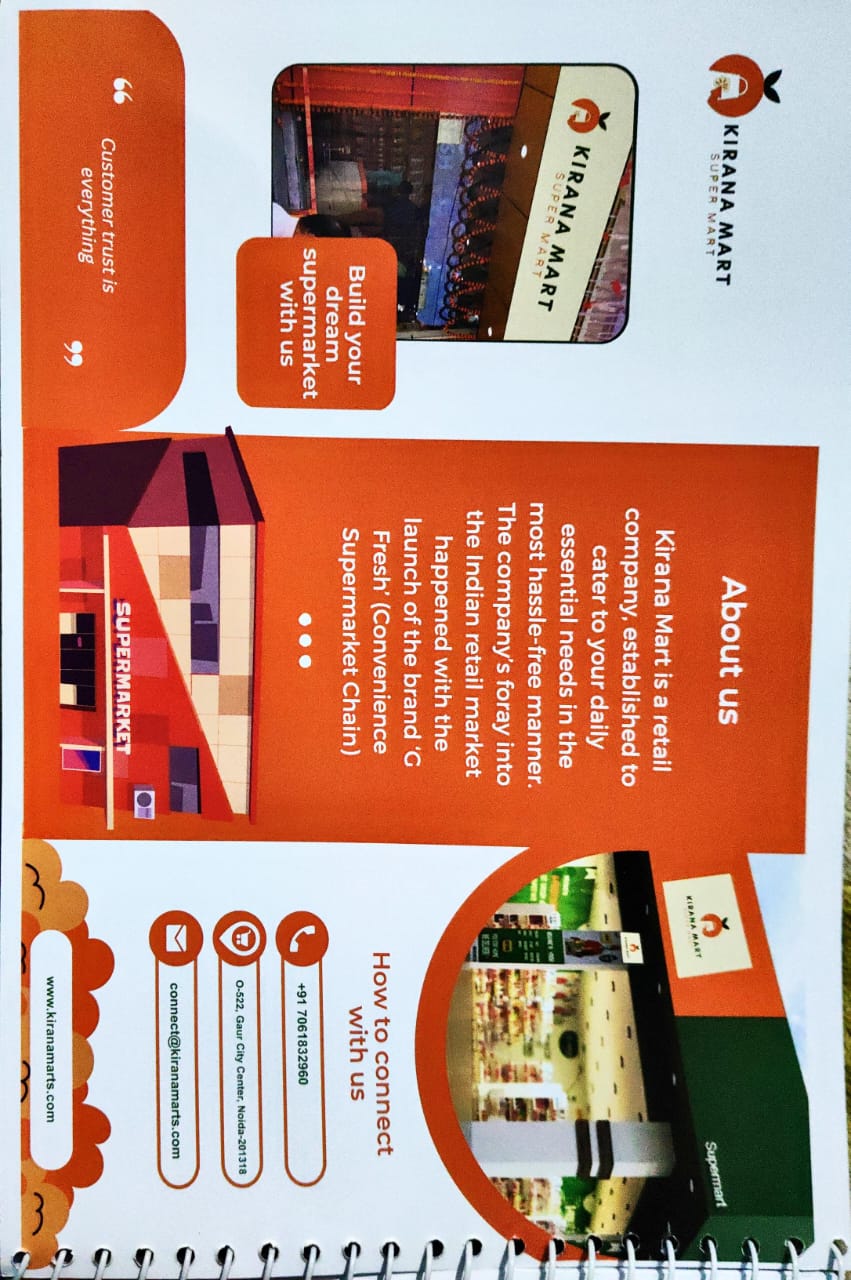 KIRANA MART
SUPER MART
KIRANA MART
SUPER MART
Build your
dream
supermarket
with us
“ Customer trust is
everything ”
About us
Kirana Mart is a retail
company, established to
cater to your daily
essential needs in the
most hassle-free manner.
The company's foray into
the Indian retail market
happened with the
launch of the brand 'G
Fresh' (Convenience
Supermarket Chain)
SUPERMARKET
KIRANA MART
Supermart
How to connect
with us
+91 7061832960
O-522, Gaur City Center, Noida-201318
connect@kiranamarts.com
www.kiranamarts.com